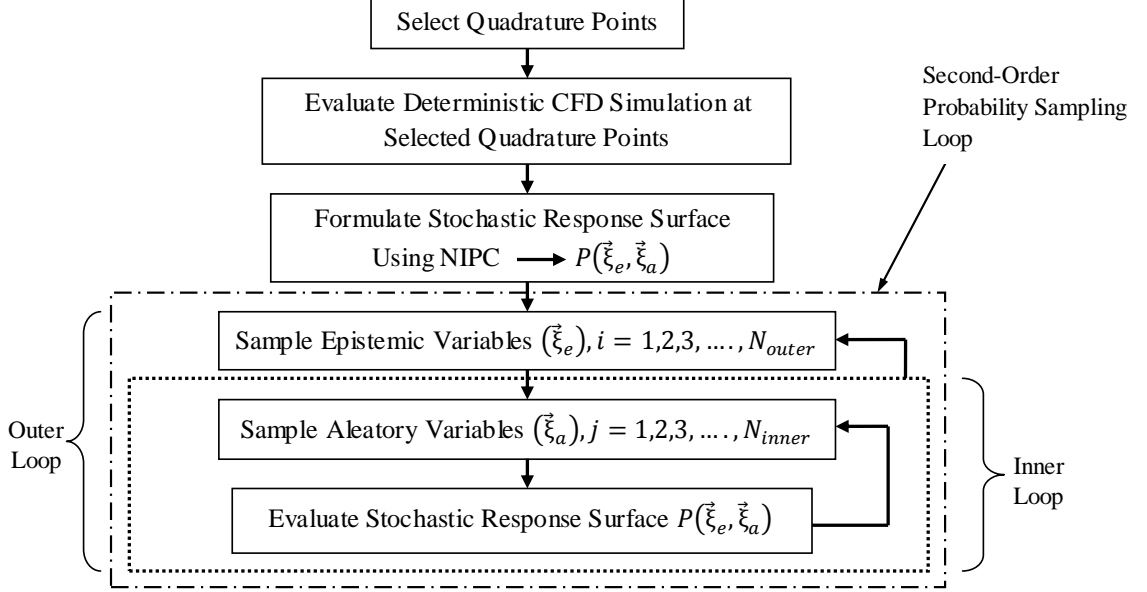 Select Quadrature Points
Evaluate Deterministic CFD Simulation at
Selected Quadrature Points
Second-Order
Probability Sampling
Loop
Formulate Stochastic Response Surface
Using NIPC → P(ξ⃗ₑ, ξ⃗ₐ)
Sample Epistemic Variables (ξ⃗ₑ), i = 1,2,3, …. , N_outer
Sample Aleatory Variables (ξ⃗ₐ), j = 1,2,3, …. , N_inner
Outer
Loop
Inner
Loop
Evaluate Stochastic Response Surface P(ξ⃗ₑ, ξ⃗ₐ)